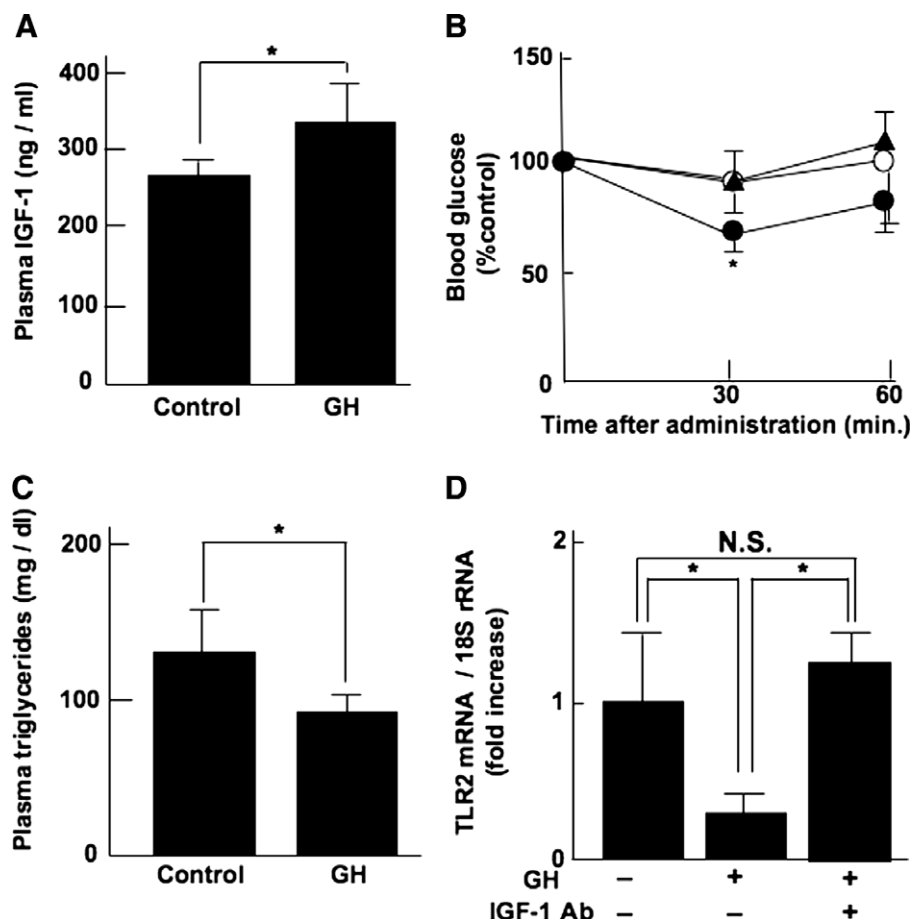 A
Plasma IGF-1 (ng / ml)
400
300
200
100
0
*
Control GH
B
Blood glucose
(%control)
150
100
50
0
*
30 60
Time after administration (min.)
C
Plasma triglycerides (mg / dl)
200
100
0
*
Control GH
D
TLR2 mRNA / 18S rRNA
(fold increase)
2
1
0
N.S.
* *
GH – + +
IGF-1 Ab – – +